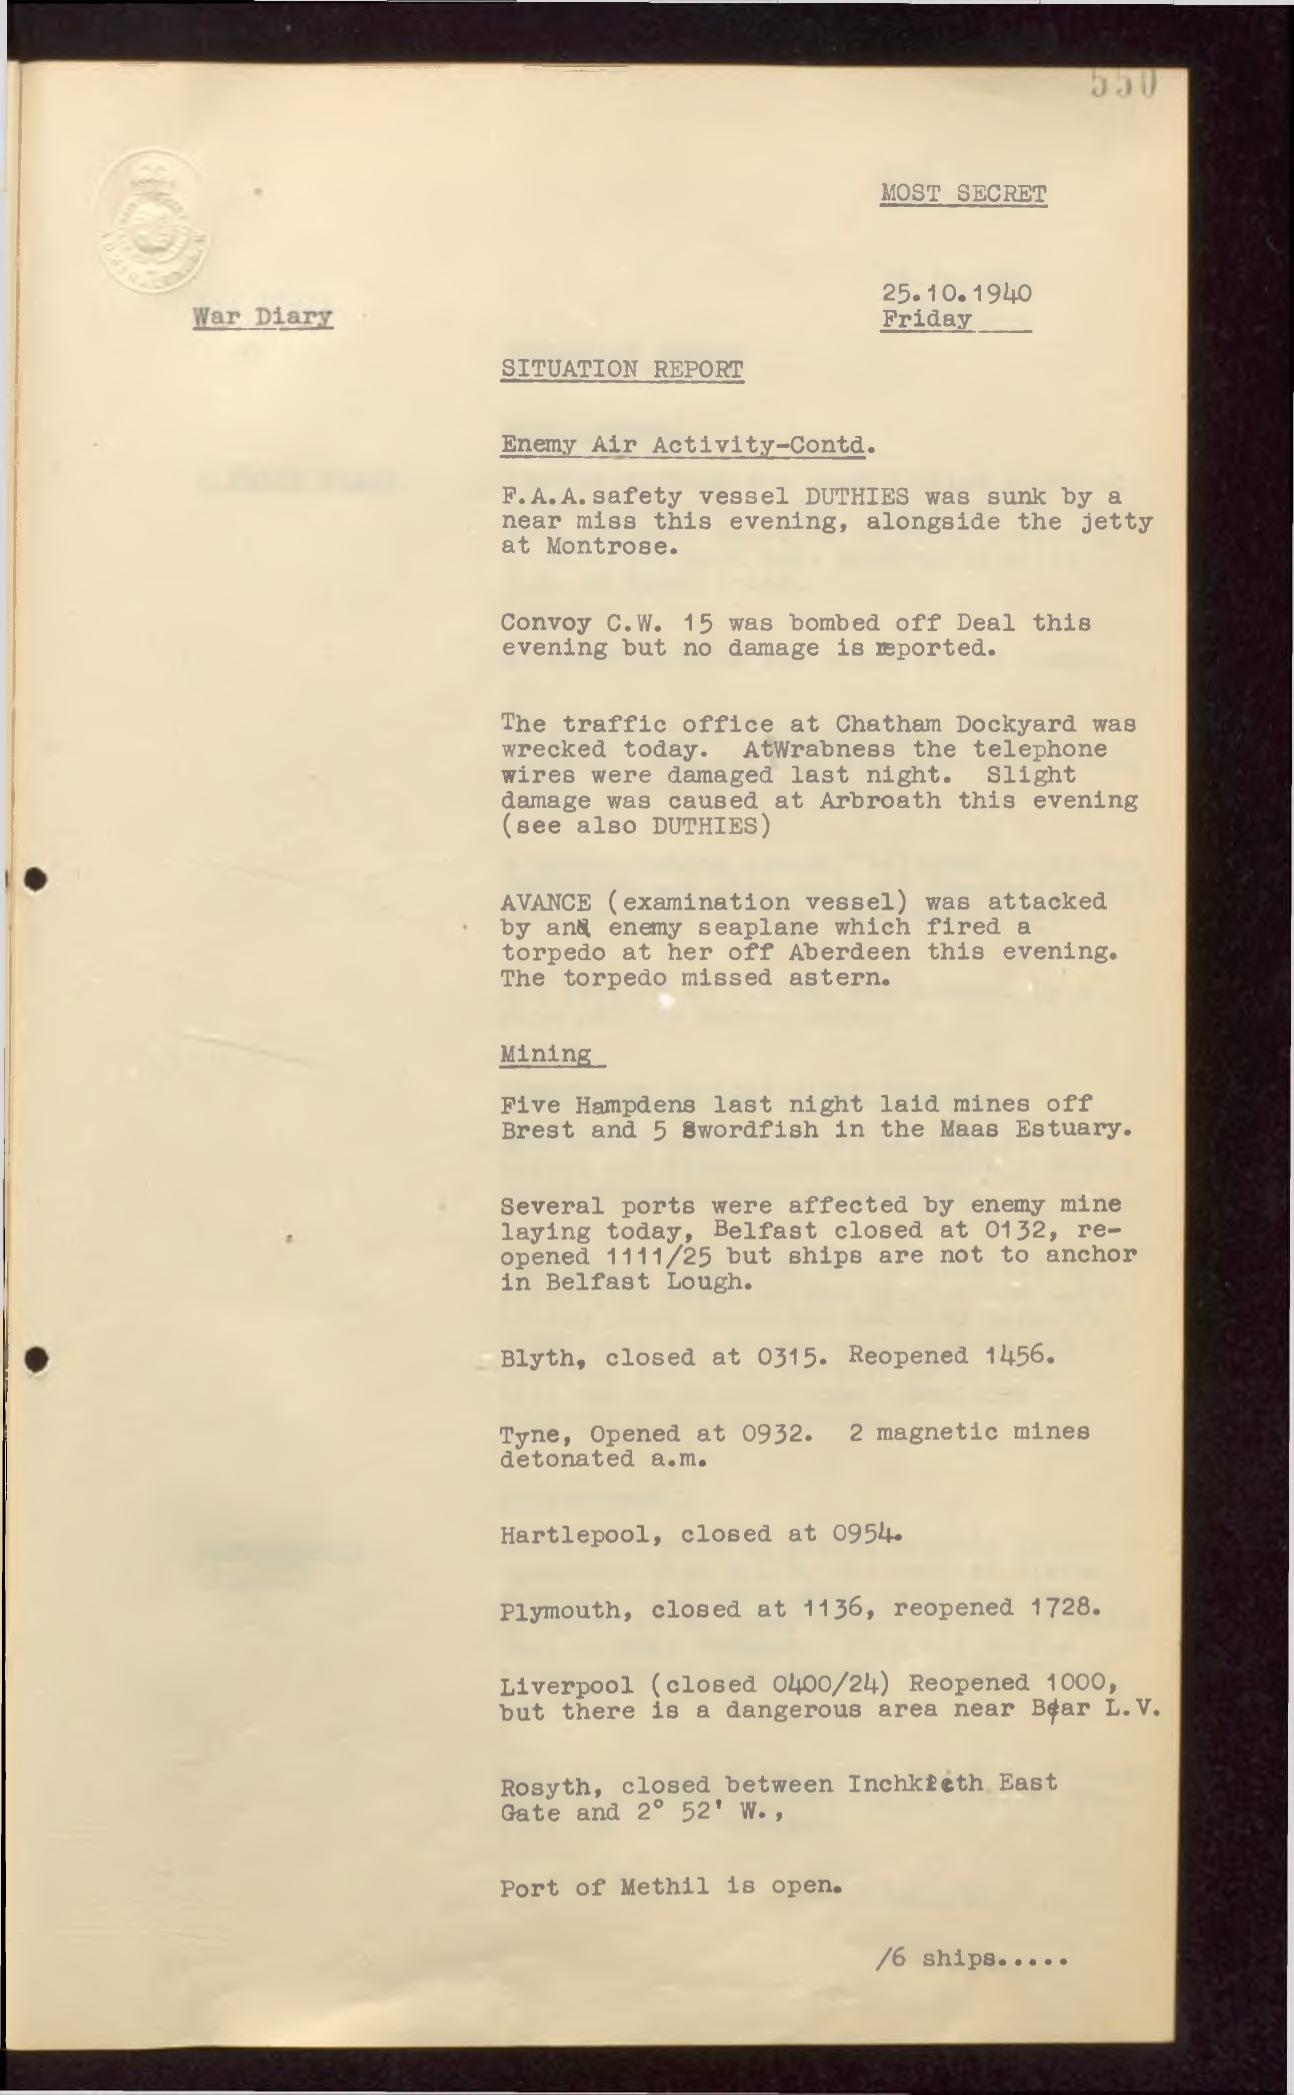 550
MOST SECRET
25.10.1940
War Diary
Friday
SITUATION REPORT
Enemy Air Activity-Contd.
F.A.A.safety vessel DUTHIES was sunk by a
near miss this evening, alongside the jetty
at Montrose.
Convoy C.W. 15 was bombed off Deal this
evening but no damage is reported.
The traffic office at Chatham Dockyard was
wrecked today. AtWrabness the telephone
wires were damaged last night. Slight
damage was caused at Arbroath this evening
(see also DUTHIES)
AVANCE (examination vessel) was attacked
by an enemy seaplane which fired a
torpedo at her off Aberdeen this evening.
The torpedo missed astern.
Mining
Five Hampdens last night laid mines off
Brest and 5 Swordfish in the Maas Estuary.
Several ports were affected by enemy mine
laying today, Belfast closed at 0132, re-
opened 1111/25 but ships are not to anchor
in Belfast Lough.
Blyth, closed at 0315. Reopened 1456.
Tyne, Opened at 0932. 2 magnetic mines
detonated a.m.
Hartlepool, closed at 0954.
Plymouth, closed at 1136, reopened 1728.
Liverpool (closed 0400/24) Reopened 1000,
but there is a dangerous area near Bar L.V.
Rosyth, closed between Inchkieth East
Gate and 2° 52' W.,
Port of Methil is open.
/6 ships.....